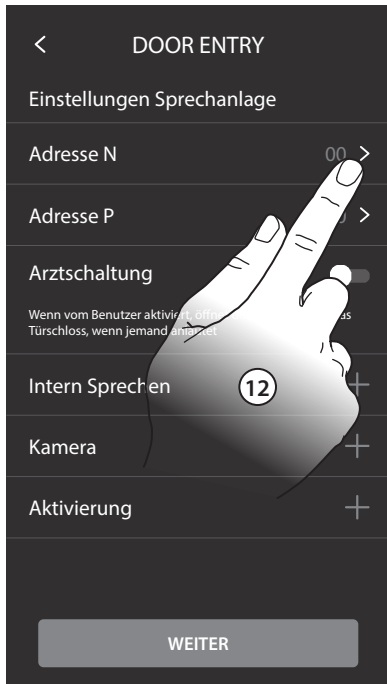 DOOR ENTRY
Einstellungen Sprechanlage
Adresse N 00
Adresse P
Arztschaltung
Wenn vom Benutzer aktiviert,
Türschloss, wenn jemand
Intern Sprechen
12
Kamera
Aktivierung
WEITER